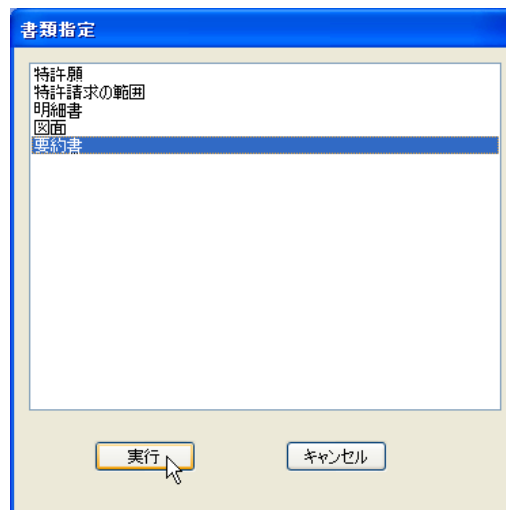 書類指定
特許願
特許請求の範囲
明細書
図面
要約書
実行
キャンセル